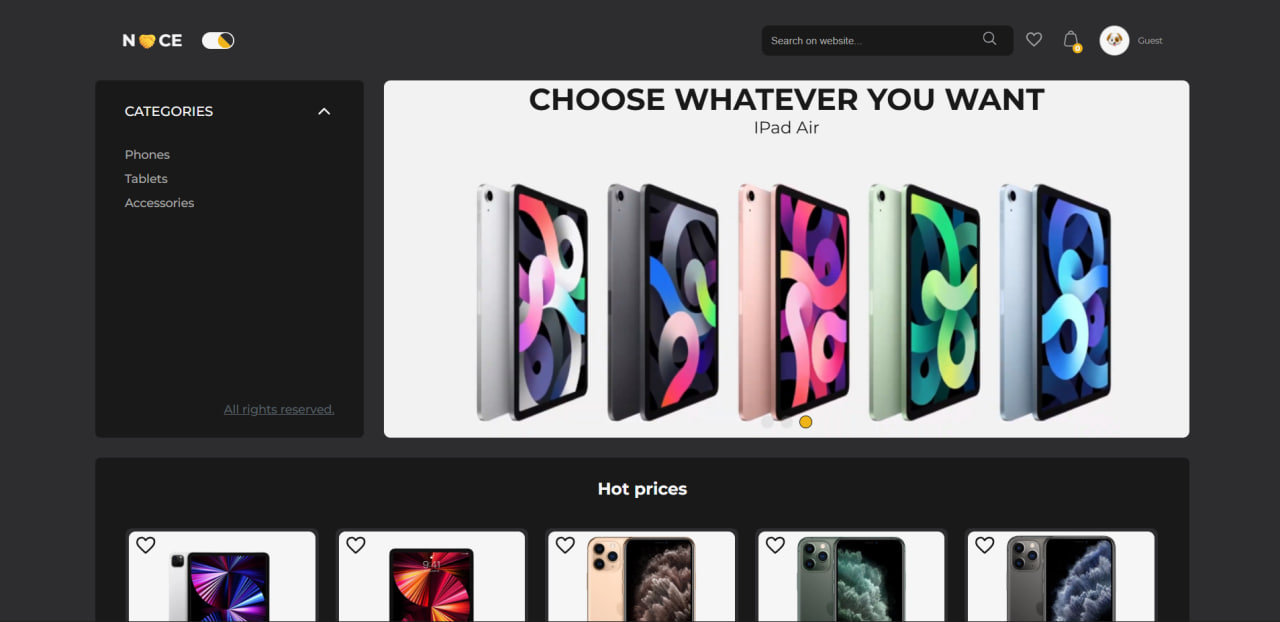 N🤝CE
Search on website...
0
Guest
CATEGORIES
Phones
Tablets
Accessories
All rights reserved.
CHOOSE WHATEVER YOU WANT
IPad Air
Hot prices
9:41